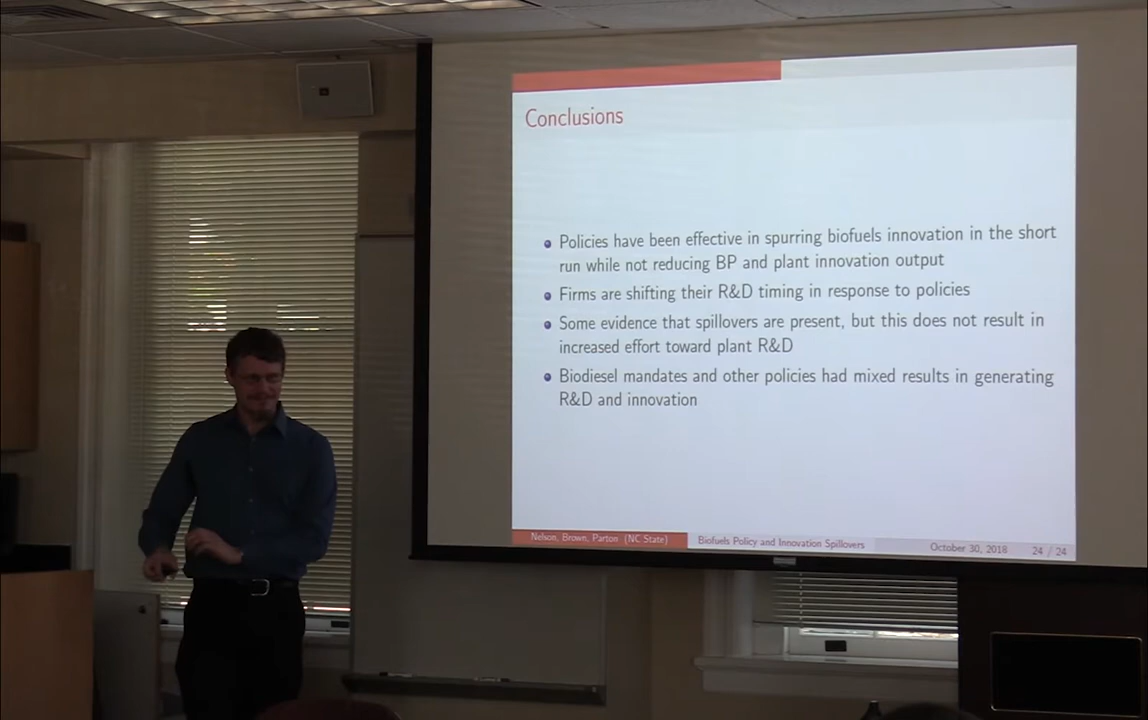 Conclusions
Policies have been effective in spurring biofuels innovation in the short
run while not reducing BP and plant innovation output
Firms are shifting their R&D timing in response to policies
Some evidence that spillovers are present, but this does not result in
increased effort toward plant R&D
Biodiesel mandates and other policies had mixed results in generating
R&D and innovation
Nelson, Brown, Parton (NC State) Biofuels Policy and Innovation Spillovers October 30, 2018 24 / 24